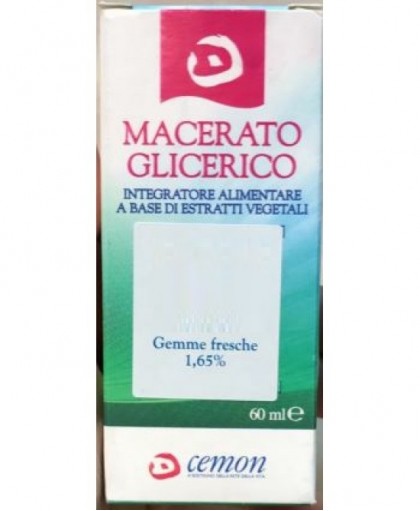 MACERATO
GLICERICO
INTEGRATORE ALIMENTARE
A BASE DI ESTRATTI VEGETALI
Gemme fresche
1,65%
60 ml e
cemon